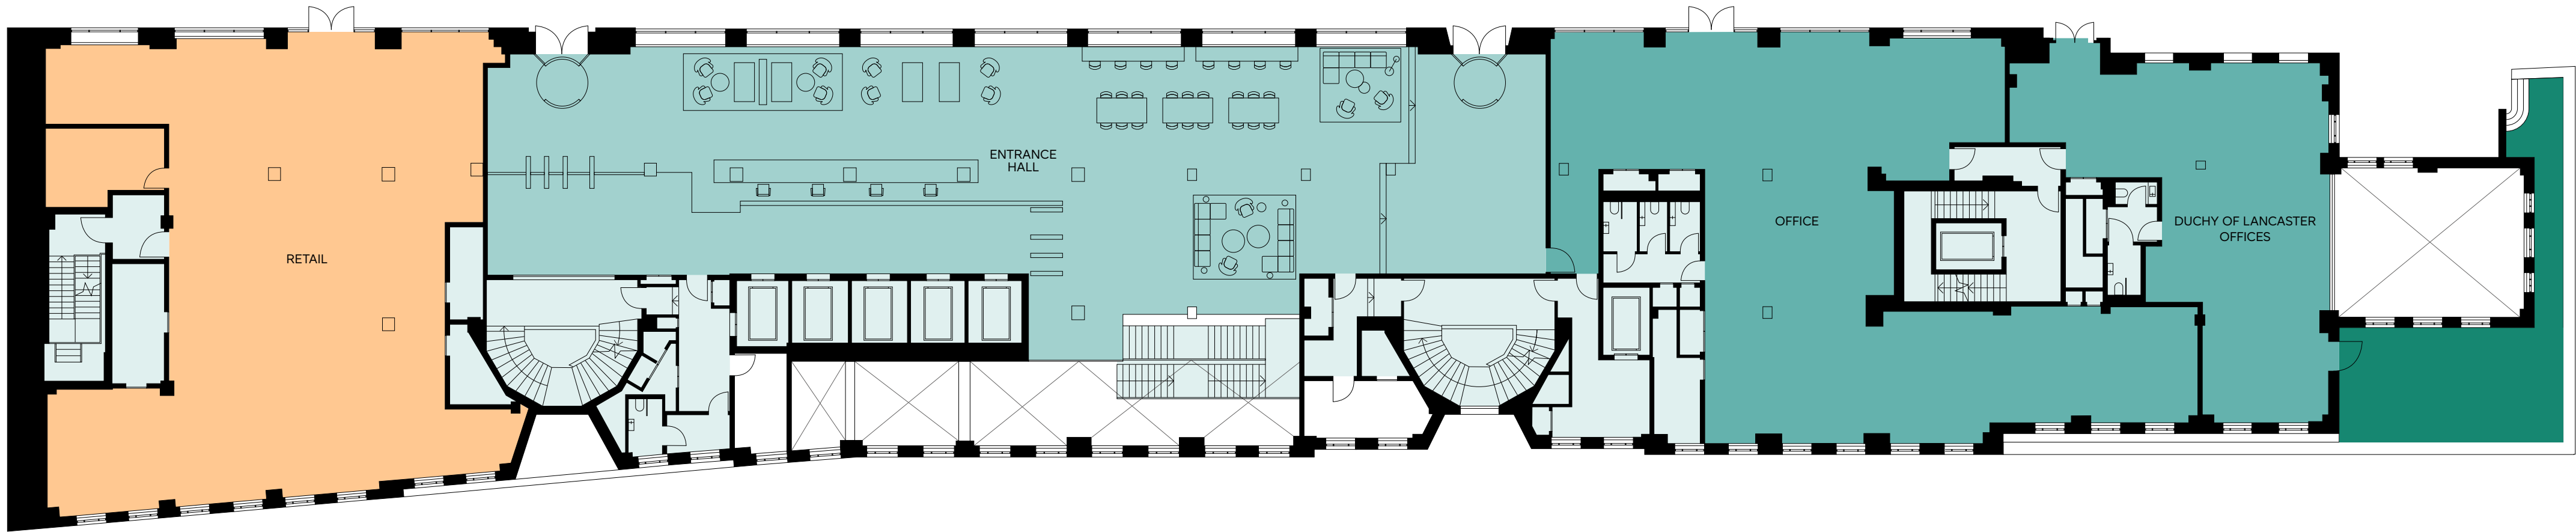 ENTRANCE
HALL
RETAIL
OFFICE
DUCHY OF LANCASTER
OFFICES